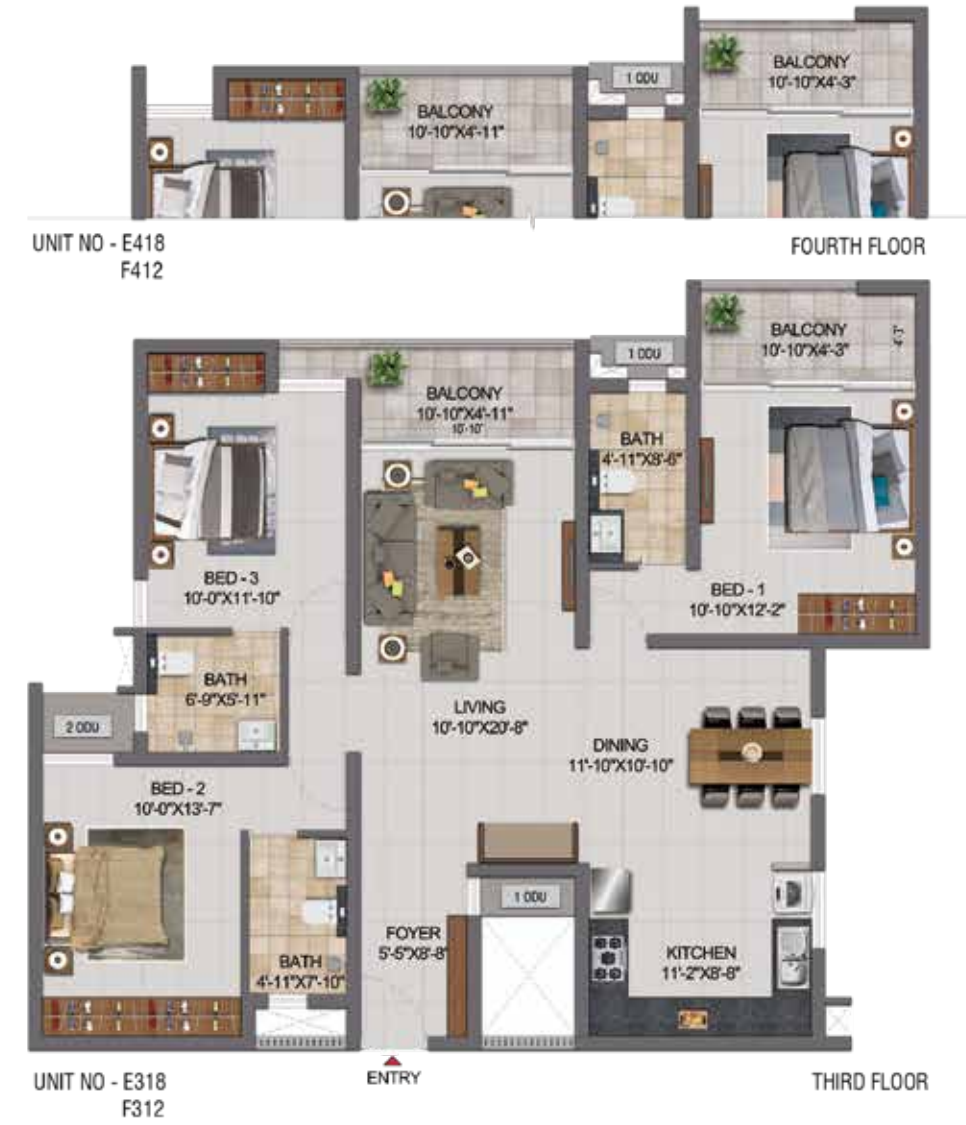 1 ODU
BALCONY
10'-10"X4'-3"
BALCONY
10'-10"X4'-11"
UNIT NO - E418
F412
FOURTH FLOOR
BALCONY
10'-10"X4'-3"
4'-3"
1 ODU
BALCONY
10'-10"X4'-11"
10'-10"
BATH
4'-11"X8'-6"
BED - 3
10'-0"X11'-10"
BED - 1
10'-10"X12'-2"
BATH
6'-9"X5'-11"
LIVING
10'-10"X20'-8"
2 ODU
DINING
11'-10"X10'-10"
BED - 2
10'-0"X13'-7"
1 ODU
FOYER
5'-5"X8'-8"
KITCHEN
11'-2"X8'-8"
BATH
4'-11"X7'-10"
ENTRY
UNIT NO - E318
F312
THIRD FLOOR